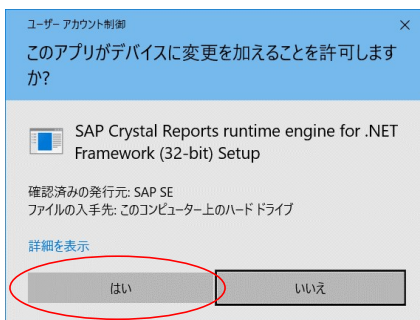 ユーザー アカウント制御
このアプリがデバイスに変更を加えることを許可します
か?
SAP Crystal Reports runtime engine for .NET
Framework (32-bit) Setup
確認済みの発行元: SAP SE
ファイルの入手先: このコンピューター上のハード ドライブ
詳細を表示
はい
いいえ